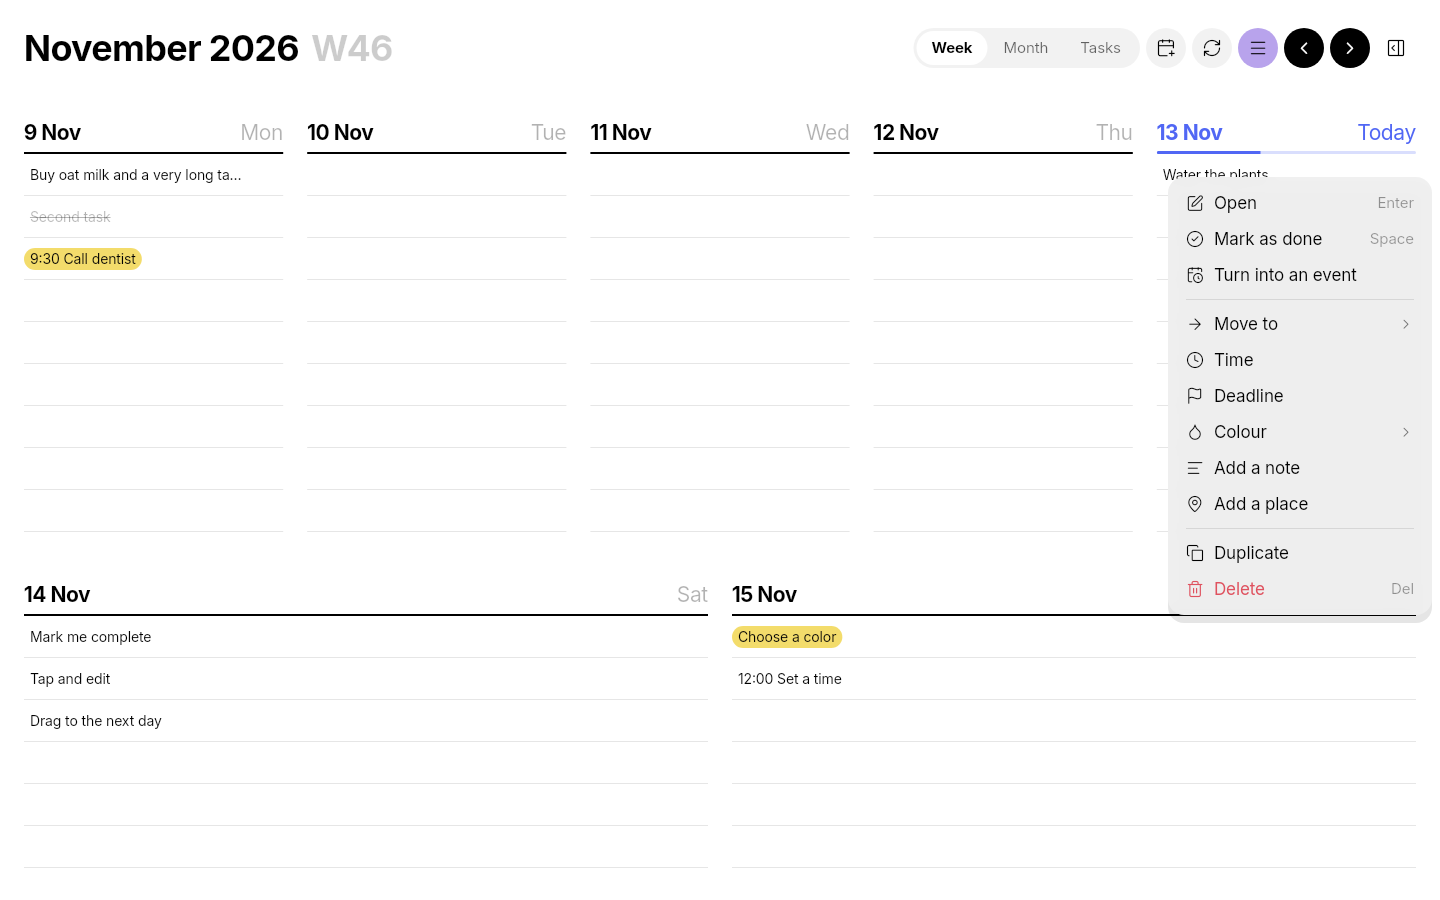 November 2026 W46
Week Month Tasks
9 Nov Mon
Buy oat milk and a very long ta...
Second task
9:30 Call dentist
10 Nov Tue
11 Nov Wed
12 Nov Thu
13 Nov Today
Water the plants
Open Enter
Mark as done Space
Turn into an event
Move to
Time
Deadline
Colour
Add a note
Add a place
Duplicate
Delete Del
14 Nov Sat
Mark me complete
Tap and edit
Drag to the next day
15 Nov
Choose a color
12:00 Set a time